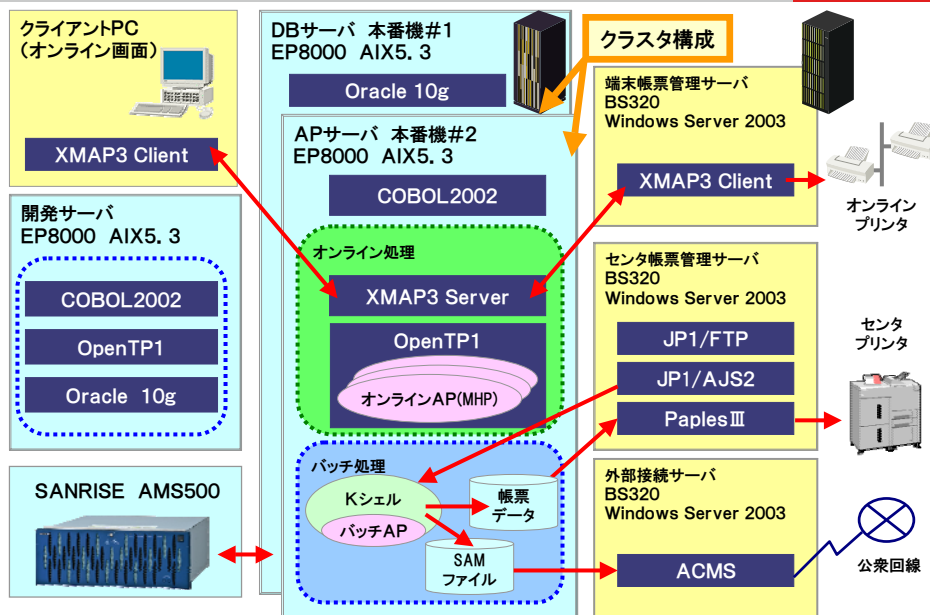 クライアントPC
(オンライン画面)
XMAP3 Client
開発サーバ
EP8000 AIX5.3
COBOL2002
OpenTP1
Oracle 10g
SANRISE AMS500
DBサーバ 本番機#1
EP8000 AIX5.3
Oracle 10g
クラスタ構成
APサーバ 本番機#2
EP8000 AIX5.3
COBOL2002
オンライン処理
XMAP3 Server
OpenTP1
オンラインAP(MHP)
バッチ処理
Kシェル
バッチAP
帳票
データ
SAM
ファイル
端末帳票管理サーバ
BS320
Windows Server 2003
XMAP3 Client
オンライン
プリンタ
センタ帳票管理サーバ
BS320
Windows Server 2003
JP1/FTP
JP1/AJS2
PaplesⅢ
センタ
プリンタ
外部接続サーバ
BS320
Windows Server 2003
ACMS
公衆回線